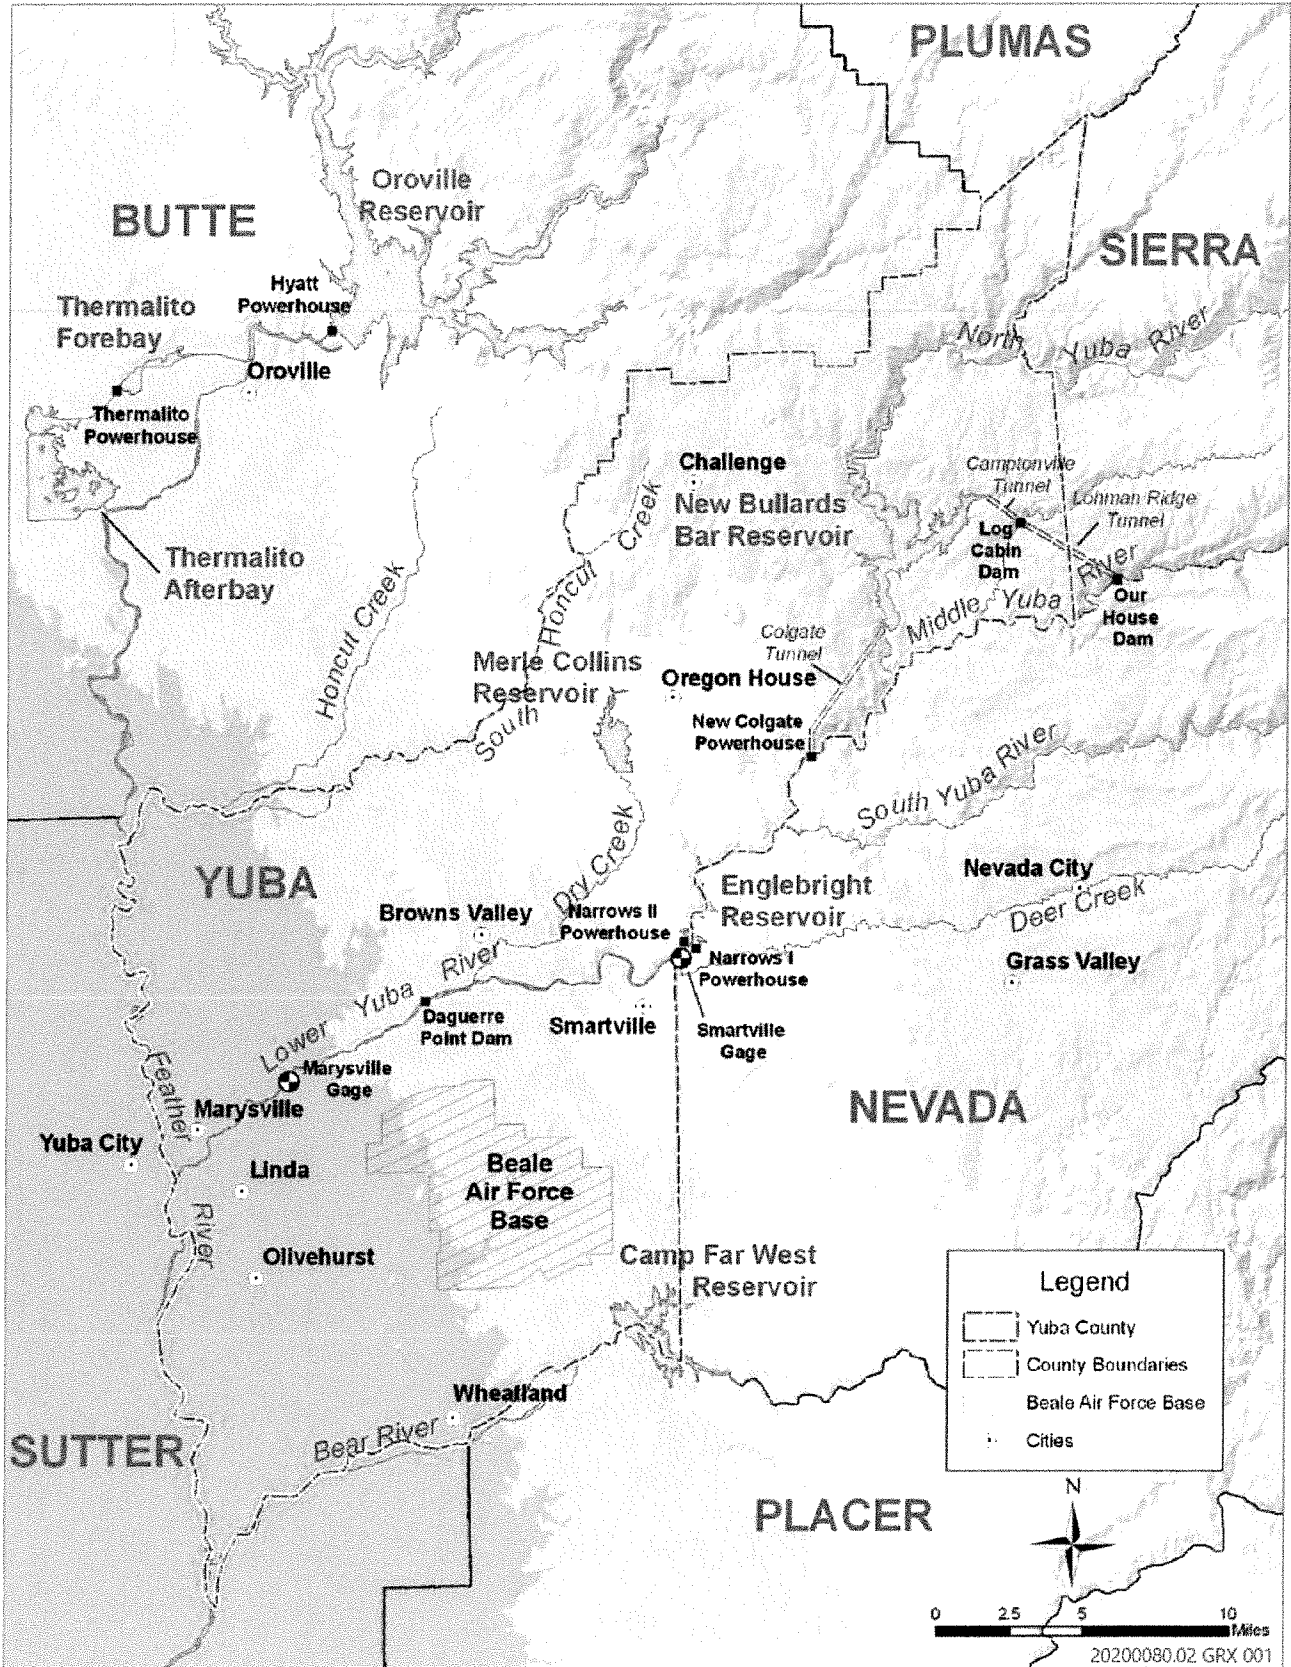 PLUMAS
Oroville
Reservoir
BUTTE
SIERRA
Hyatt
Powerhouse
Thermalito
Forebay
North
Yuba River
Oroville
Thermalito
Powerhouse
Challenge
Camptonville
Tunnel
Lohman Ridge
Tunnel
New Bullards
Bar Reservoir
Creek
Log
Cabin
Dam
River
Thermalito
Afterbay
Honcut
Honcut Creek
Middle Yuba
Our
House
Dam
Colgate
Tunnel
Merle Collins
Reservoir
Oregon House
South
New Colgate
Powerhouse
South Yuba River
Dry Creek
YUBA
Nevada City
Englebright
Reservoir
Deer Creek
Browns Valley
Narrows II
Powerhouse
Narrows I
Powerhouse
Grass Valley
River
Yuba
Lower
Daguerre
Point Dam
Smartville
Smartville
Gage
Marysville
Gage
Feather
Marysville
NEVADA
Yuba City
Linda
Beale
Air Force
Base
River
Olivehurst
Camp Far West
Reservoir
Legend
Yuba County
County Boundaries
Beale Air Force Base
Cities
Wheatland
Bear River
SUTTER
PLACER
N
0 2.5 5 10
Miles
20200080.02 GRX 001